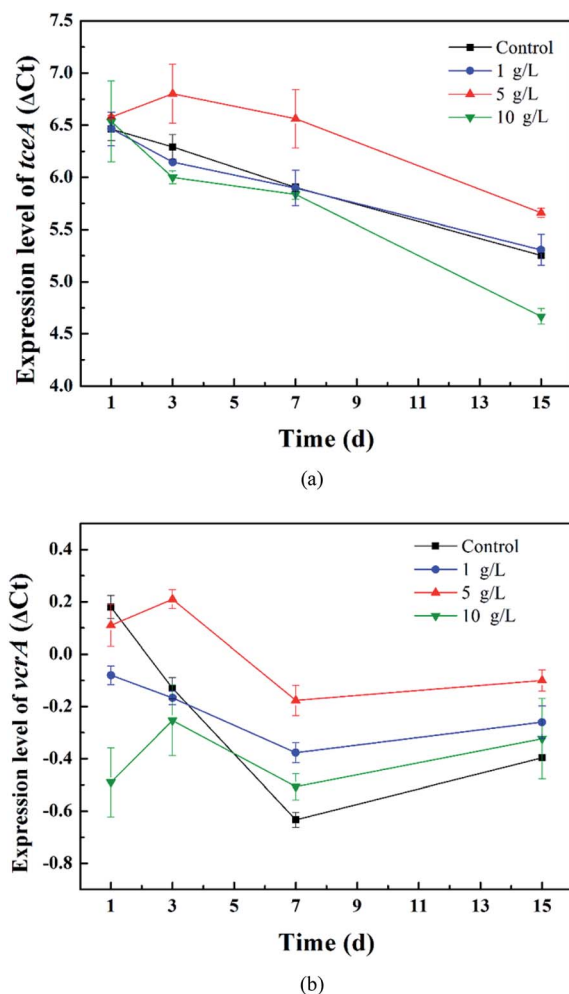 7.5
7.0
6.5
6.0
5.5
5.0
4.5
4.0
Expression level of tceA (ΔCt)
Control
1 g/L
5 g/L
10 g/L
1 3 5 7 9 11 13 15
Time (d)
(a)
0.4
0.2
0.0
-0.2
-0.4
-0.6
-0.8
Expression level of vcrA (ΔCt)
Control
1 g/L
5 g/L
10 g/L
1 3 5 7 9 11 13 15
Time (d)
(b)